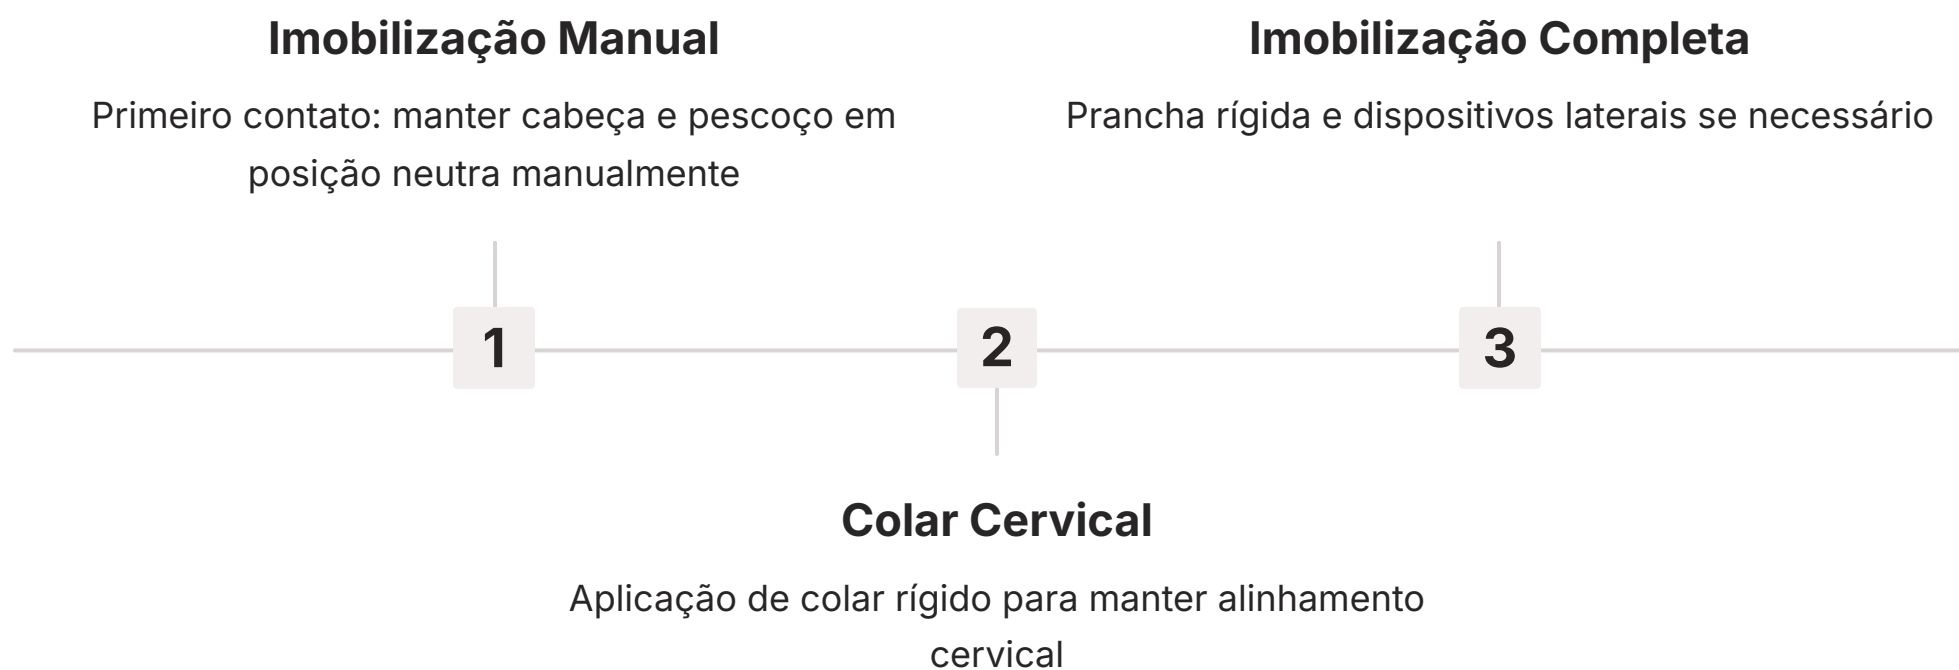 Imobilização Manual
Primeiro contato: manter cabeça e pescoço em
posição neutra manualmente
Imobilização Completa
Prancha rígida e dispositivos laterais se necessário
1
2
3
Colar Cervical
Aplicação de colar rígido para manter alinhamento
cervical